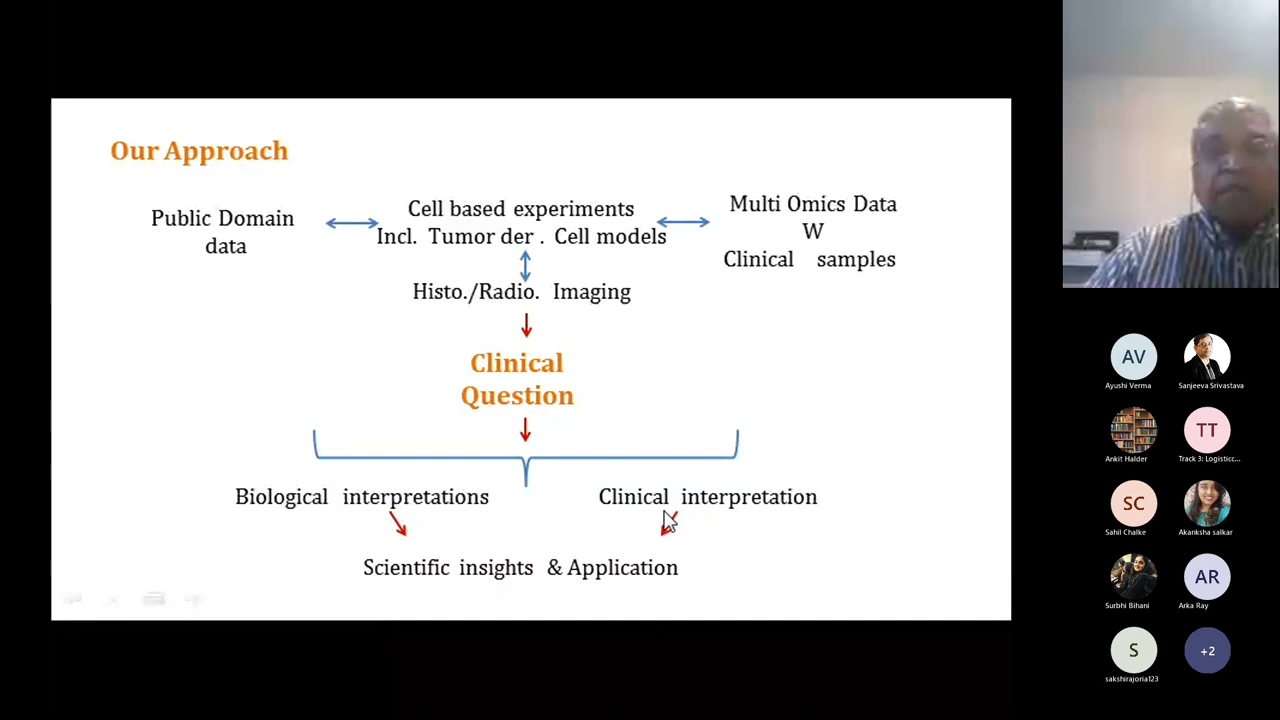 Our Approach
Public Domain
data
Cell based experiments
Incl. Tumor der . Cell models
Multi Omics Data
W
Clinical samples
Histo./Radio. Imaging
Clinical
Question
Biological interpretations
Clinical interpretation
Scientific insights & Application
AV
Ayushi Verma
Sanjeeva Srivastava
Ankit Halder
TT
Track 3: Logisticc...
SC
Sahil Chalke
Akanksha salkar
Surbhi Bihani
AR
Arka Ray
S
sakshirajoria123
+2